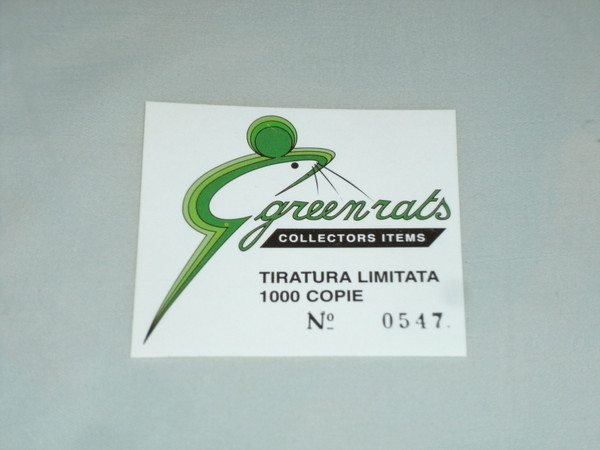 greenrats
COLLECTORS ITEMS
TIRATURA LIMITATA
1000 COPIE
Nº 0547.